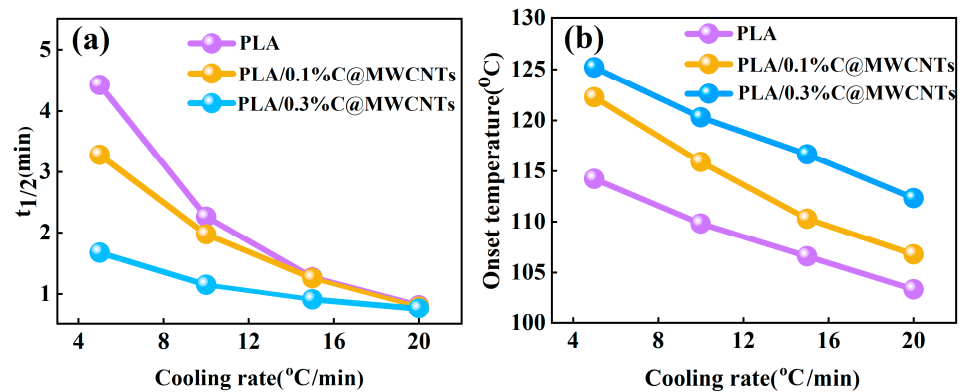 (a)
PLA
PLA/0.1%C@MWCNTs
PLA/0.3%C@MWCNTs
t1/2(min)
5
4
3
2
1
4 8 12 16 20
Cooling rate(°C/min)
(b)
PLA
PLA/0.1%C@MWCNTs
PLA/0.3%C@MWCNTs
Onset temperature(°C)
130
125
120
115
110
105
100
4 8 12 16 20
Cooling rate(°C/min)